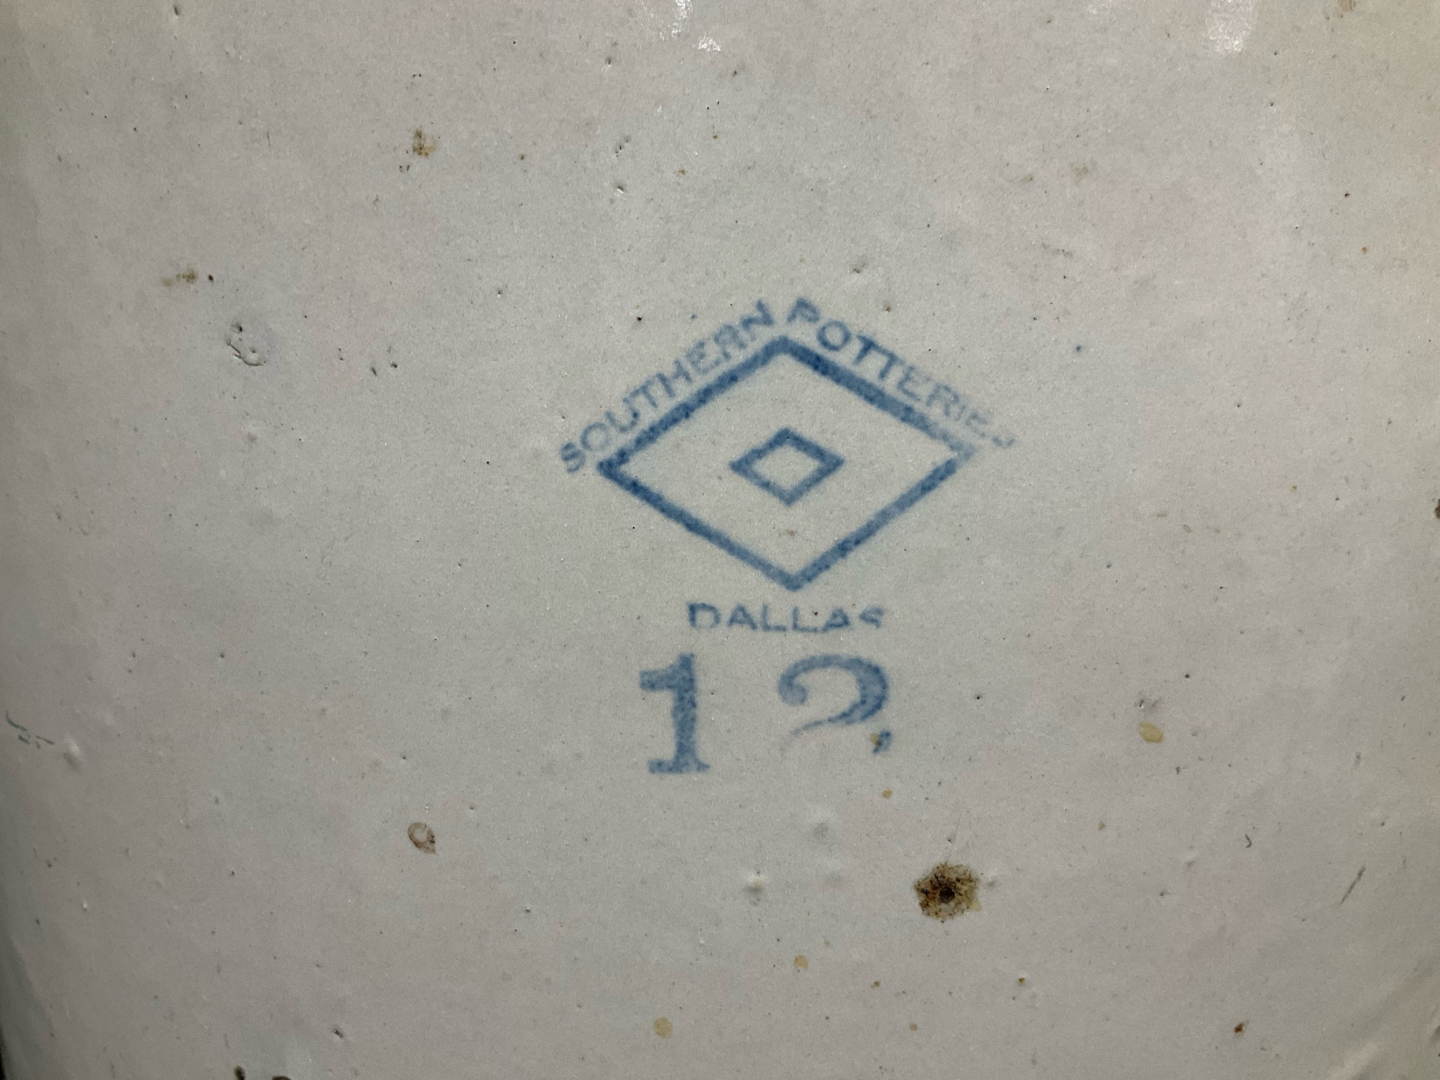 SOUTHERN POTTERIES
DALLAS
12